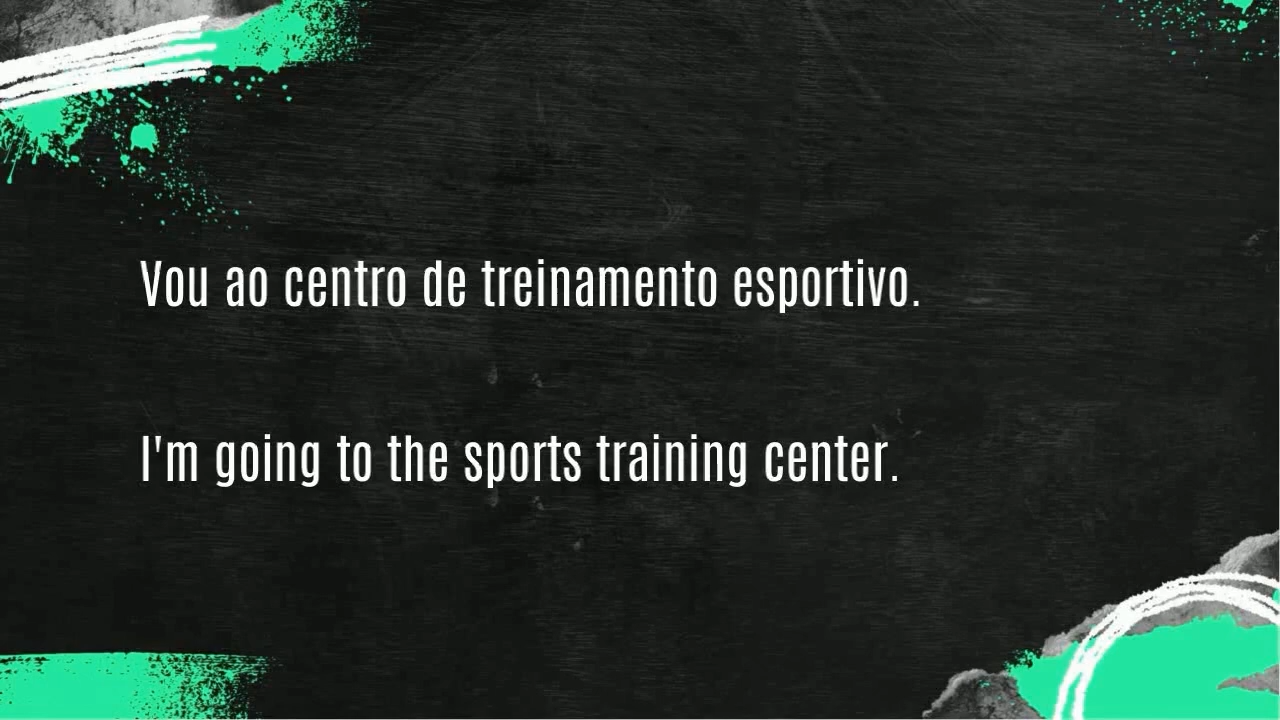 Vou ao centro de treinamento esportivo.
I'm going to the sports training center.